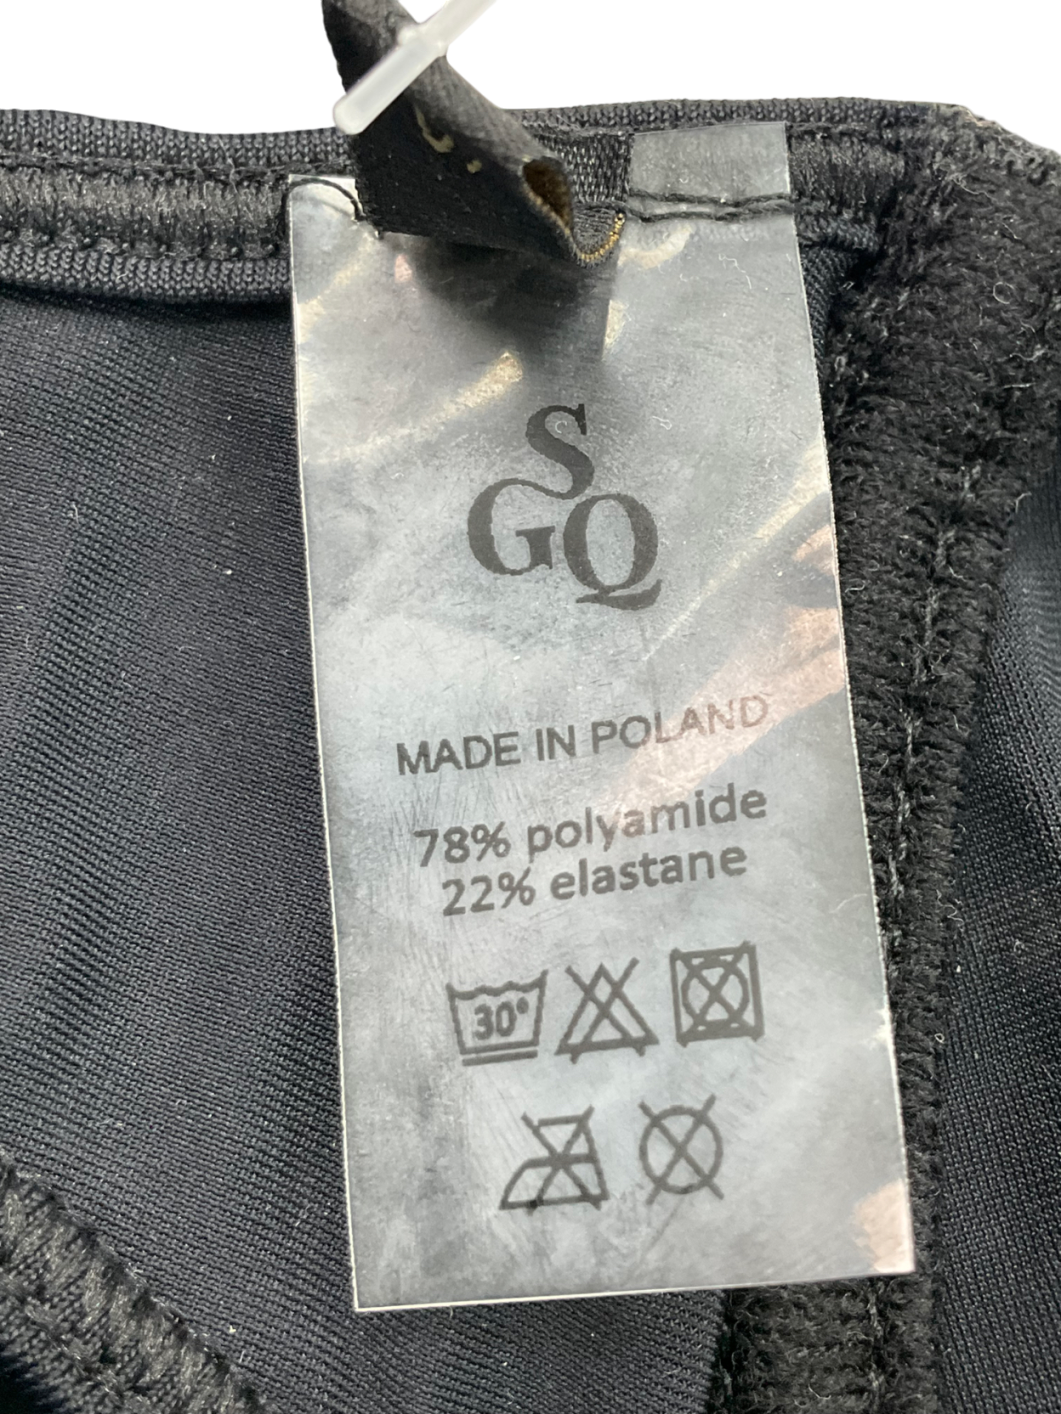 S
GQ
MADE IN POLAND
78% polyamide
22% elastane
30°